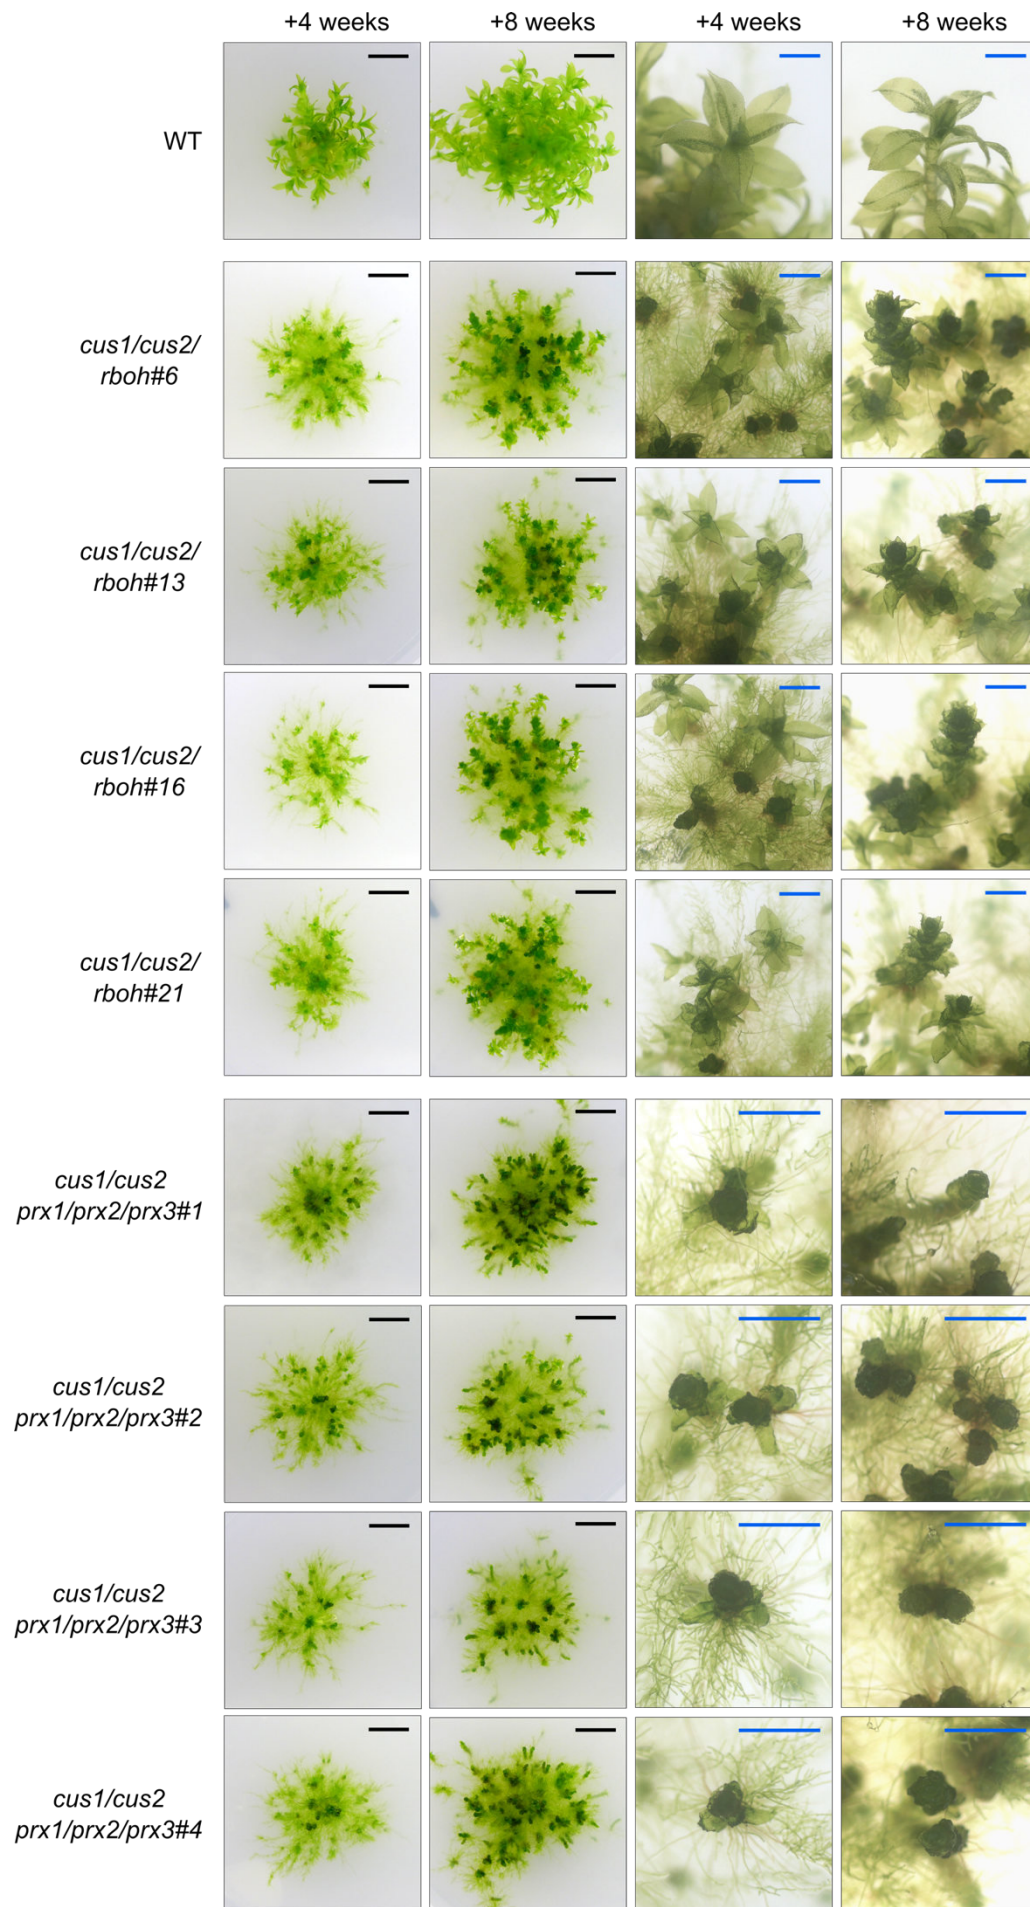 +4 weeks +8 weeks +4 weeks +8 weeks
WT
cus1/cus2/
rboh#6
cus1/cus2/
rboh#13
cus1/cus2/
rboh#16
cus1/cus2/
rboh#21
cus1/cus2
prx1/prx2/prx3#1
cus1/cus2
prx1/prx2/prx3#2
cus1/cus2
prx1/prx2/prx3#3
cus1/cus2
prx1/prx2/prx3#4